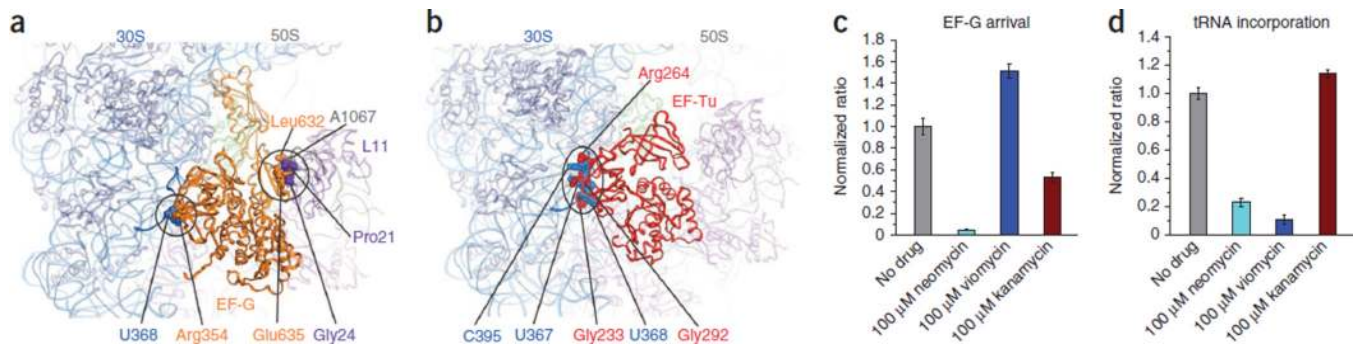 a
30S
50S
Leu632
A1067
L11
Pro21
EF-G
U368
Arg354
Glu635
Gly24
b
30S
50S
Arg264
EF-Tu
C395
U367
Gly233
U368
Gly292
c
EF-G arrival
Normalized ratio
1.8
1.6
1.4
1.2
1.0
0.8
0.6
0.4
0.2
0
No drug
100 µM neomycin
100 µM viomycin
100 µM kanamycin
d
tRNA incorporation
Normalized ratio
1.4
1.2
1.0
0.8
0.6
0.4
0.2
0
No drug
100 µM neomycin
100 µM viomycin
100 µM kanamycin